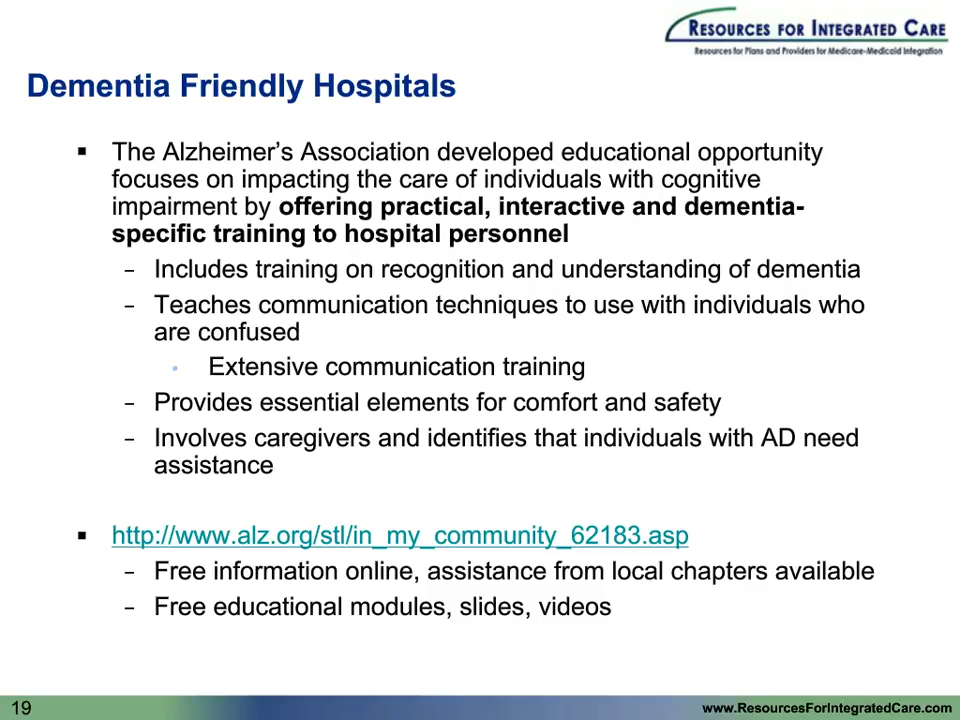 RESOURCES FOR INTEGRATED CARE
Resources for Plans and Providers for Medicare-Medicaid Integration
Dementia Friendly Hospitals
▪ The Alzheimer’s Association developed educational opportunity
focuses on impacting the care of individuals with cognitive
impairment by offering practical, interactive and dementia-
specific training to hospital personnel
– Includes training on recognition and understanding of dementia
– Teaches communication techniques to use with individuals who
are confused
• Extensive communication training
– Provides essential elements for comfort and safety
– Involves caregivers and identifies that individuals with AD need
assistance
▪ http://www.alz.org/stl/in_my_community_62183.asp
– Free information online, assistance from local chapters available
– Free educational modules, slides, videos
19
www.ResourcesForIntegratedCare.com